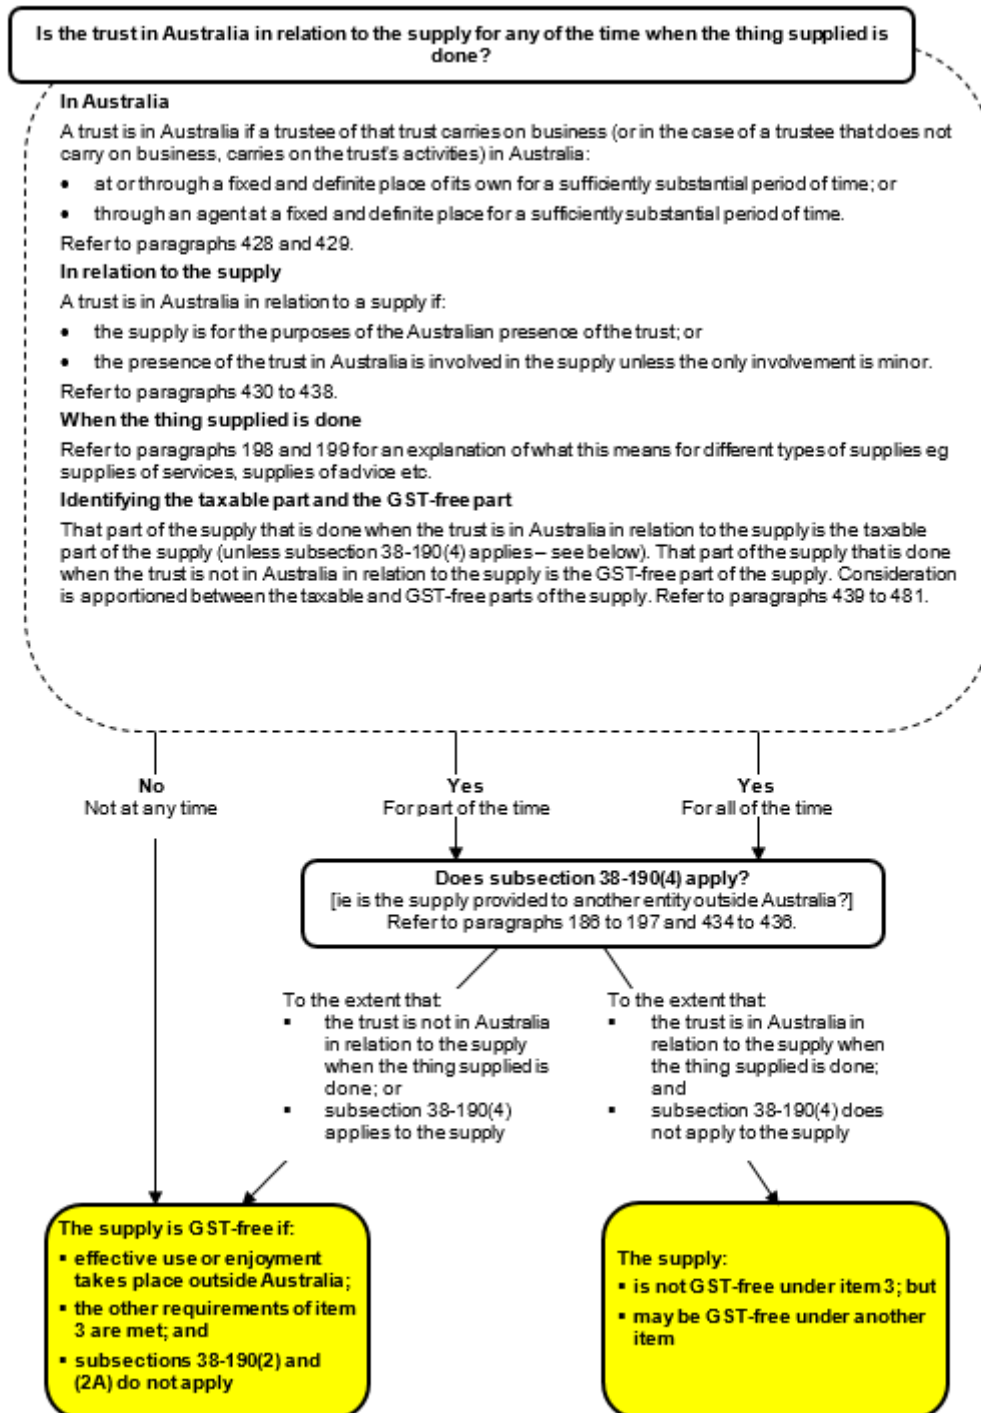 Is the trust in Australia in relation to the supply for any of the time when the thing supplied is
done?
In Australia
A trust is in Australia if a trustee of that trust carries on business (or in the case of a trustee that does not
carry on business, carries on the trust's activities) in Australia:
• at or through a fixed and definite place of its own for a sufficiently substantial period of time; or
• through an agent at a fixed and definite place for a sufficiently substantial period of time.
Refer to paragraphs 428 and 429.
In relation to the supply
A trust is in Australia in relation to a supply if:
• the supply is for the purposes of the Australian presence of the trust; or
• the presence of the trust in Australia is involved in the supply unless the only involvement is minor.
Refer to paragraphs 430 to 438.
When the thing supplied is done
Refer to paragraphs 198 and 199 for an explanation of what this means for different types of supplies eg
supplies of services, supplies of advice etc.
Identifying the taxable part and the GST-free part
That part of the supply that is done when the trust is in Australia in relation to the supply is the taxable
part of the supply (unless subsection 38-190(4) applies – see below). That part of the supply that is done
when the trust is not in Australia in relation to the supply is the GST-free part of the supply. Consideration
is apportioned between the taxable and GST-free parts of the supply. Refer to paragraphs 439 to 481.
No
Not at any time
Yes
For part of the time
Yes
For all of the time
Does subsection 38-190(4) apply?
[ie is the supply provided to another entity outside Australia?]
Refer to paragraphs 186 to 197 and 434 to 436.
To the extent that:
▪ the trust is not in Australia
in relation to the supply
when the thing supplied is
done; or
▪ subsection 38-190(4)
applies to the supply
To the extent that:
▪ the trust is in Australia in
relation to the supply when
the thing supplied is done;
and
▪ subsection 38-190(4) does
not apply to the supply
The supply is GST-free if:
▪ effective use or enjoyment
takes place outside Australia;
▪ the other requirements of item
3 are met; and
▪ subsections 38-190(2) and
(2A) do not apply
The supply:
▪ is not GST-free under item 3; but
▪ may be GST-free under another
item